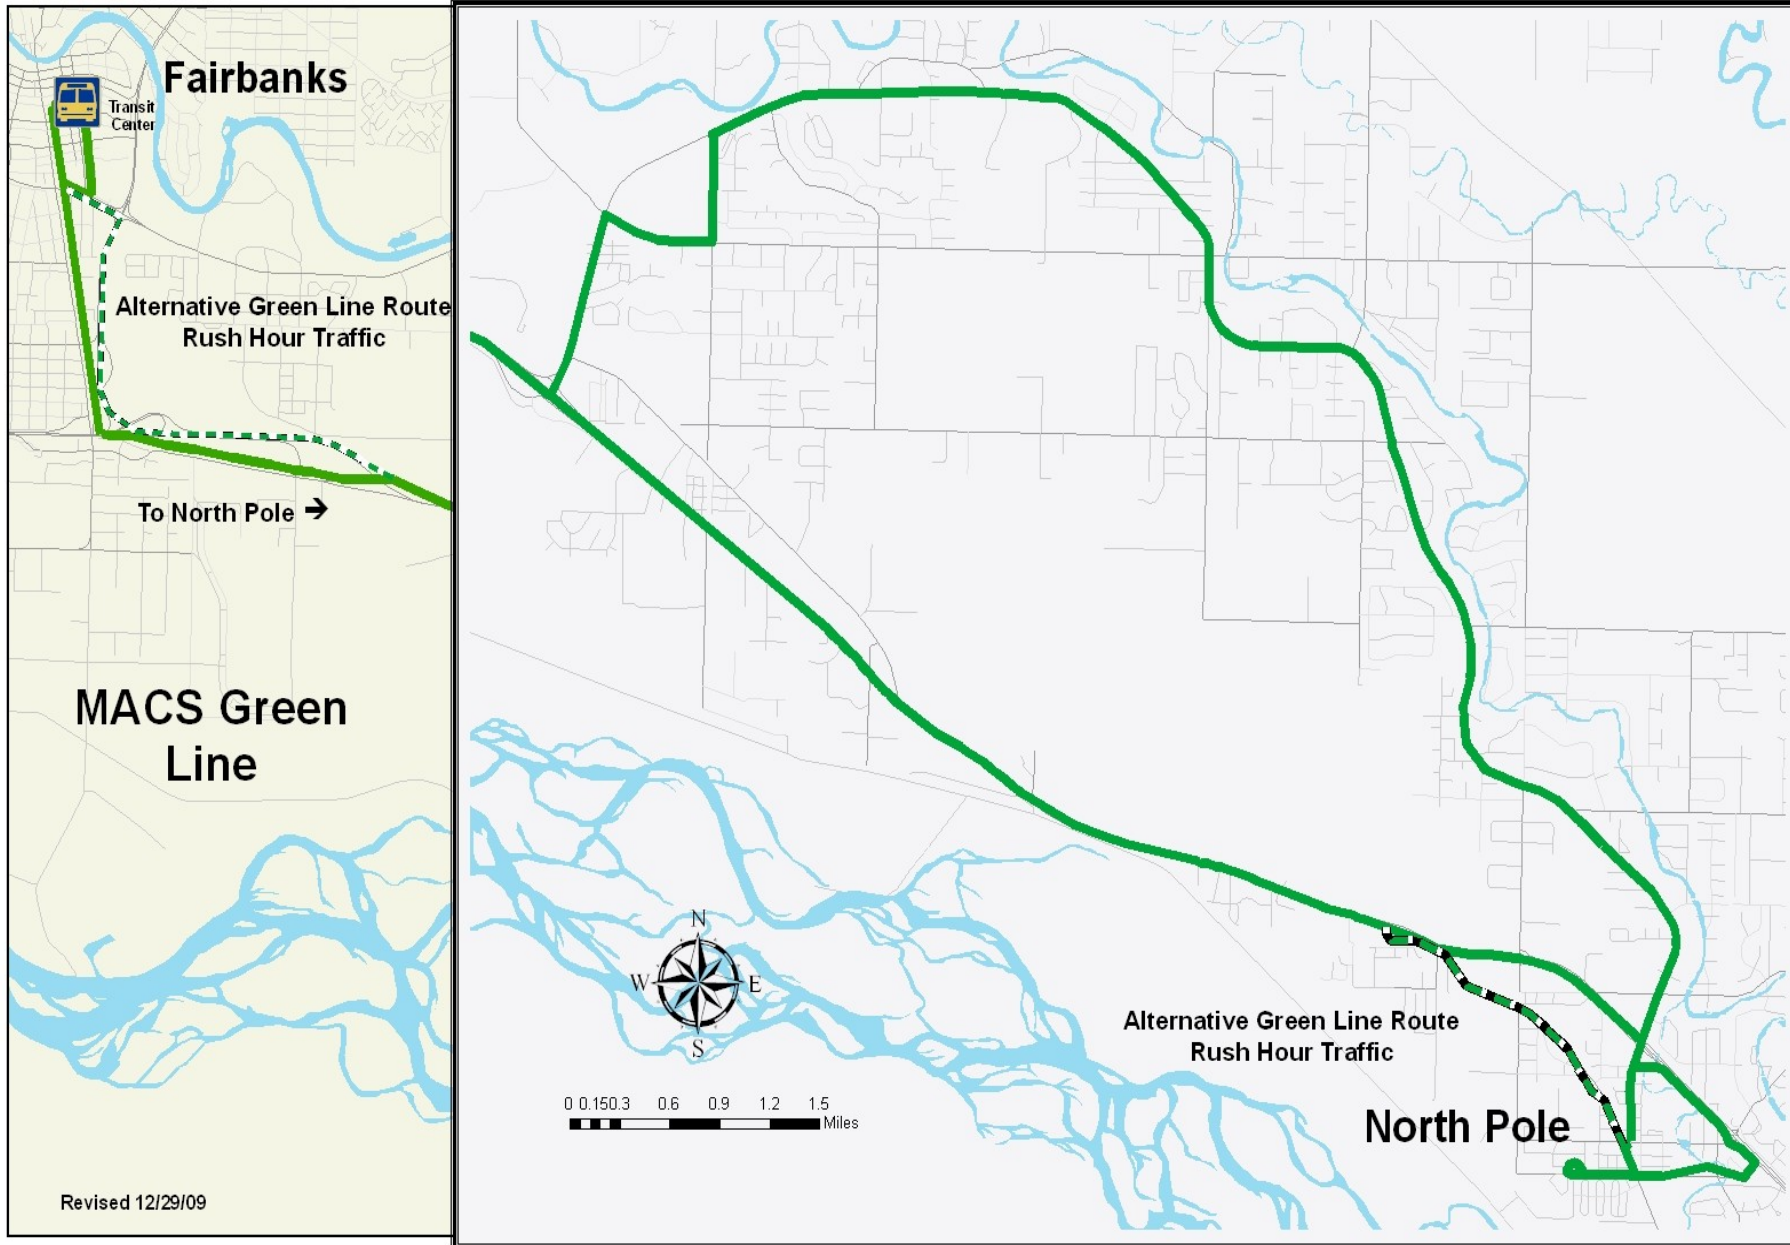 Fairbanks
Transit
Center
Alternative Green Line Route
Rush Hour Traffic
To North Pole →
MACS Green
Line
Revised 12/29/09
N
W E
S
Alternative Green Line Route
Rush Hour Traffic
0 0.150.3 0.6 0.9 1.2 1.5
Miles
North Pole